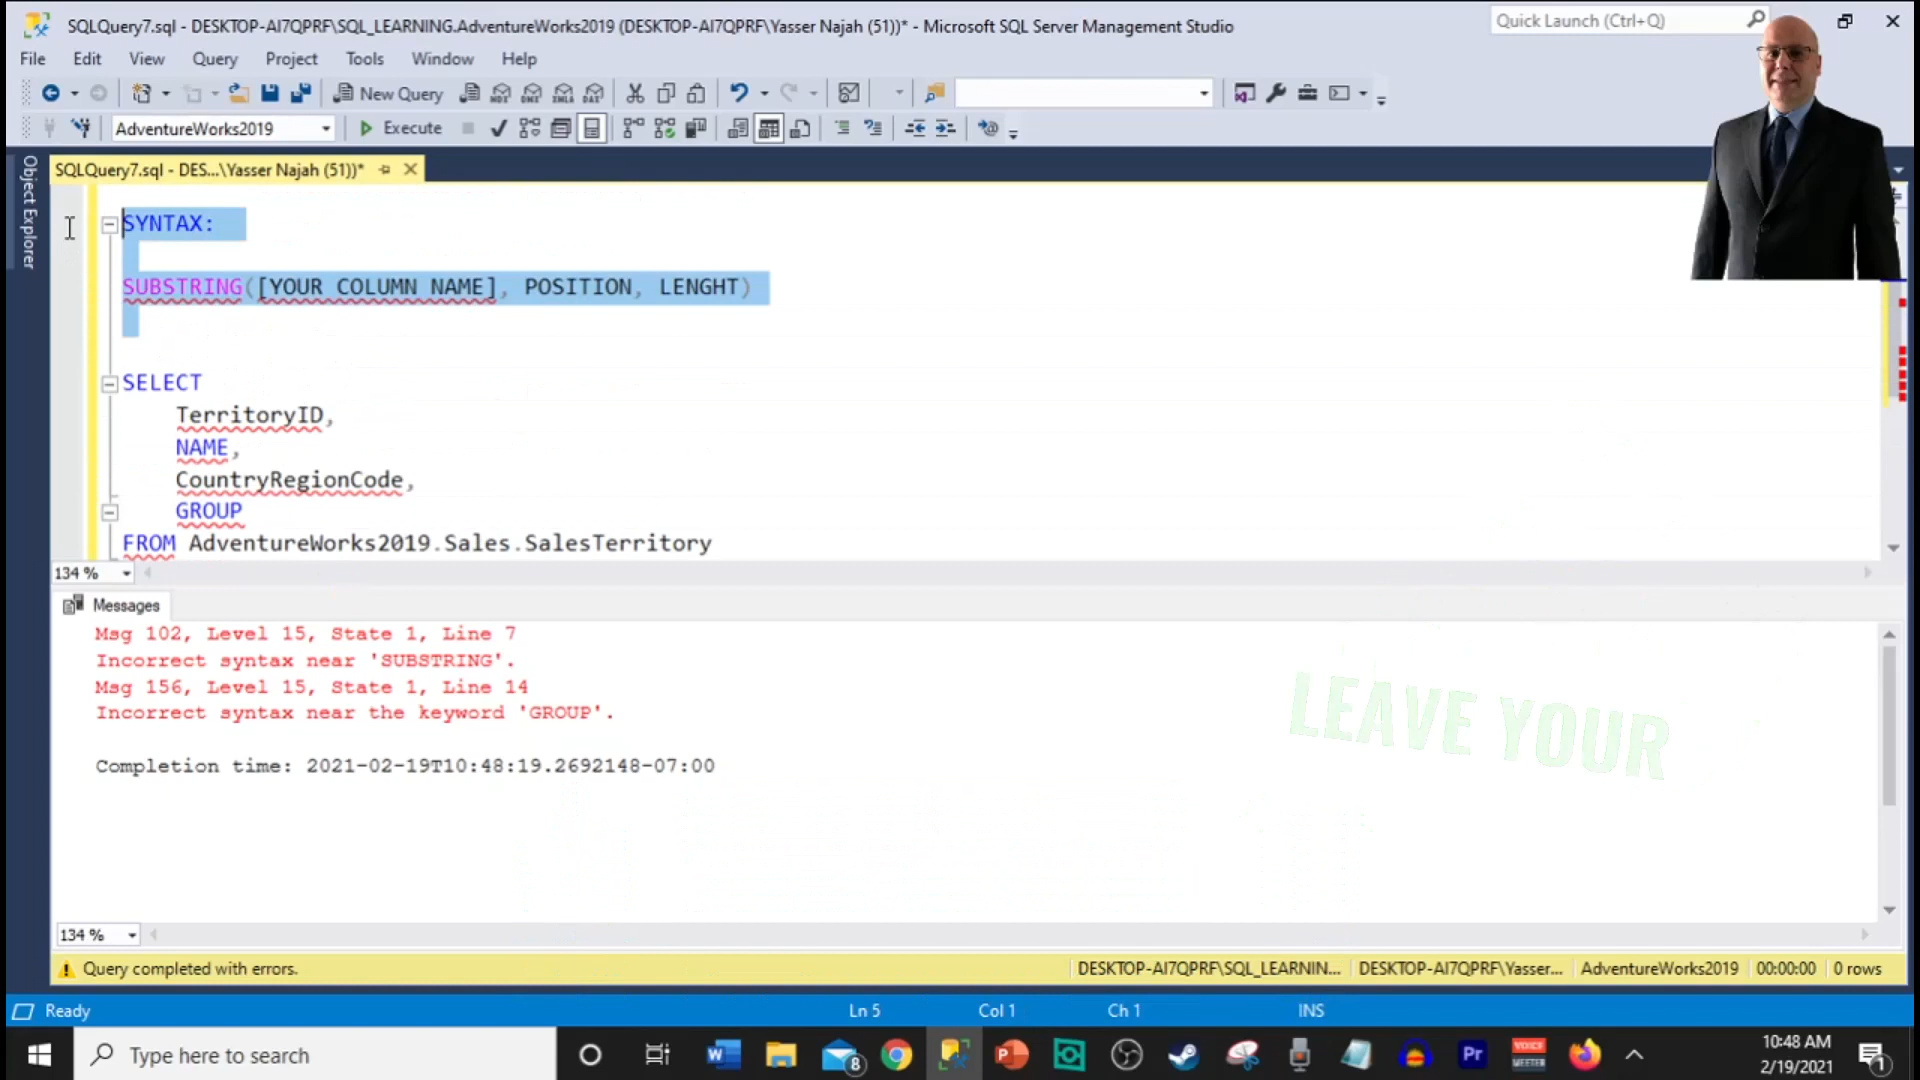 SQLQuery7.sql - DESKTOP-AI7QPRF\SQL_LEARNING.AdventureWorks2019 (DESKTOP-AI7QPRF\Yasser Najah (51))* - Microsoft SQL Server Management Studio
Quick Launch (Ctrl+Q)
File Edit View Query Project Tools Window Help
New Query
AdventureWorks2019
Execute
Object Explorer
SQLQuery7.sql - DES...\Yasser Najah (51))*
SYNTAX:
SUBSTRING([YOUR COLUMN NAME], POSITION, LENGHT)
SELECT
TerritoryID,
NAME,
CountryRegionCode,
GROUP
FROM AdventureWorks2019.Sales.SalesTerritory
134 %
Messages
Msg 102, Level 15, State 1, Line 7
Incorrect syntax near 'SUBSTRING'.
Msg 156, Level 15, State 1, Line 14
Incorrect syntax near the keyword 'GROUP'.
LEAVE YOUR
Completion time: 2021-02-19T10:48:19.2692148-07:00
134 %
Query completed with errors.
DESKTOP-AI7QPRF\SQL_LEARNIN... DESKTOP-AI7QPRF\Yasser... AdventureWorks2019 00:00:00 0 rows
Ready Ln 5 Col 1 Ch 1 INS
Type here to search
8
Pr
VOICE
MEETER
10:48 AM
2/19/2021
1